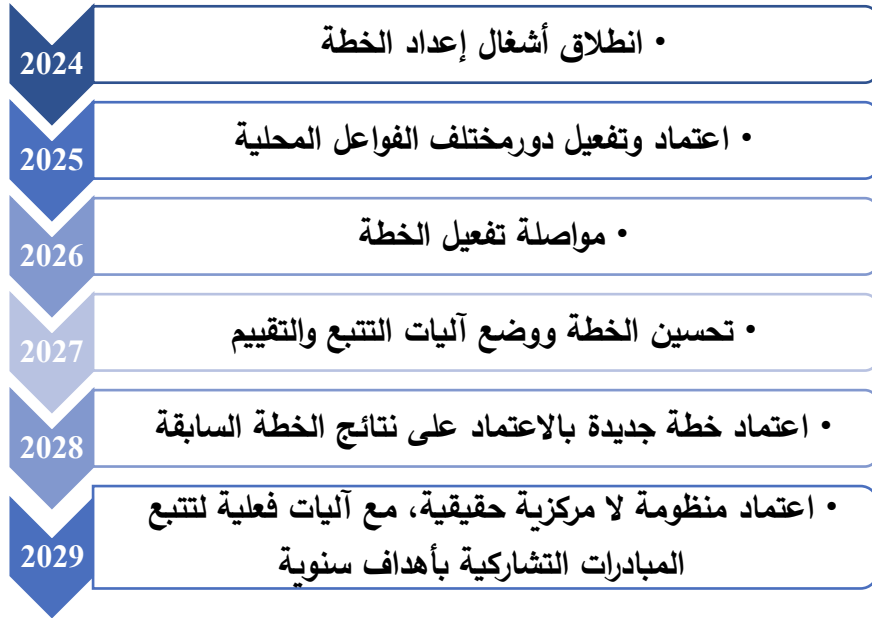 2024
• انطلاق أشغال إعداد الخطة
2025
• اعتماد وتفعيل دورمختلف الفواعل المحلية
2026
• مواصلة تفعيل الخطة
2027
• تحسين الخطة ووضع آليات التتبع والتقييم
2028
• اعتماد خطة جديدة بالاعتماد على نتائج الخطة السابقة
2029
• اعتماد منظومة لا مركزية حقيقية، مع آليات فعلية لتتبع
المبادرات التشاركية بأهداف سنوية